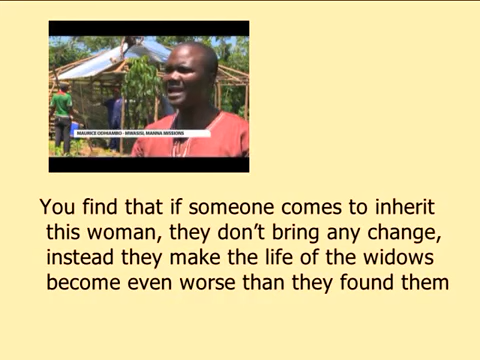 MAURICE ODHIAMBO - MWASISI, MANNA MISSIONS
You find that if someone comes to inherit
this woman, they don't bring any change,
instead they make the life of the widows
become even worse than they found them